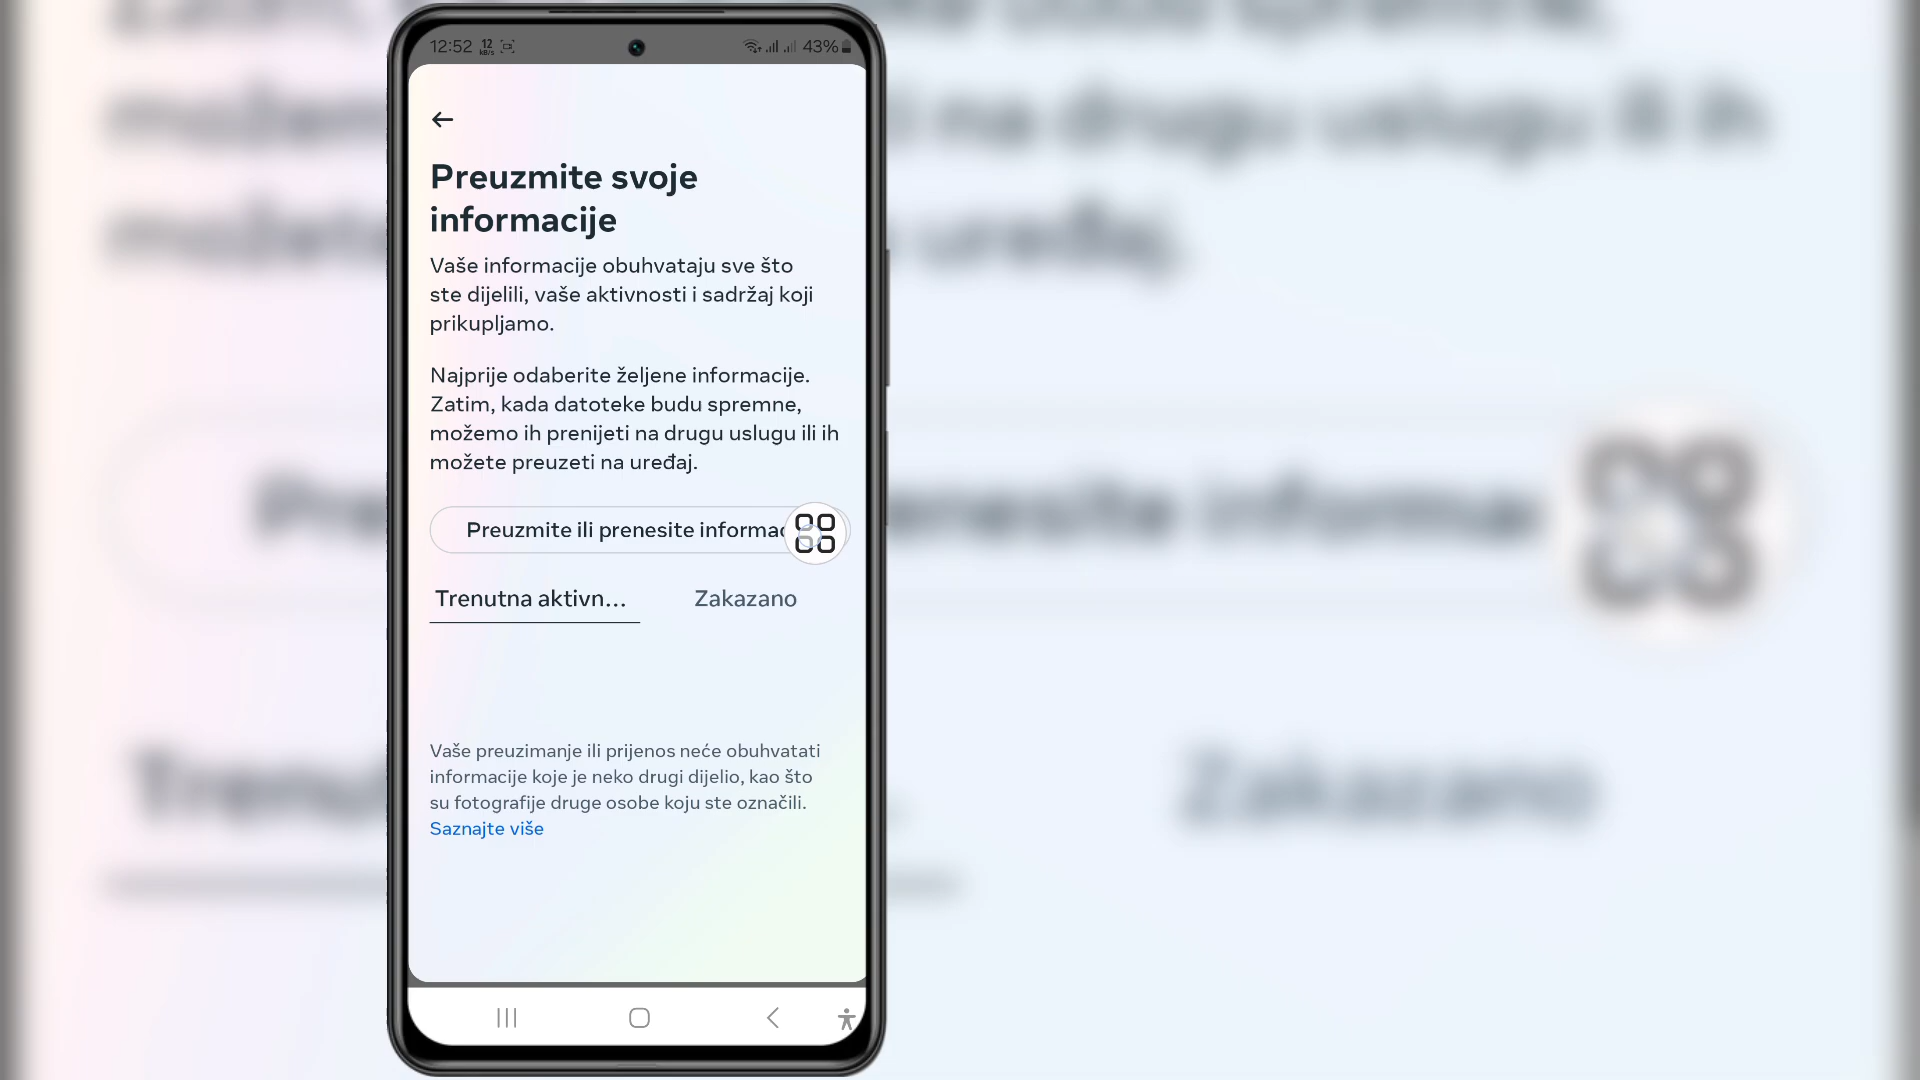 12:52 12 KB/s 43%
Preuzmite svoje
informacije
Vaše informacije obuhvataju sve što
ste dijelili, vaše aktivnosti i sadržaj koji
prikupljamo.
Najprije odaberite željene informacije.
Zatim, kada datoteke budu spremne,
možemo ih prenijeti na drugu uslugu ili ih
možete preuzeti na uređaj.
Preuzmite ili prenesite informac
Trenutna aktivn...
Zakazano
Vaše preuzimanje ili prijenos neće obuhvatati
informacije koje je neko drugi dijelio, kao što
su fotografije druge osobe koju ste označili.
Saznajte više